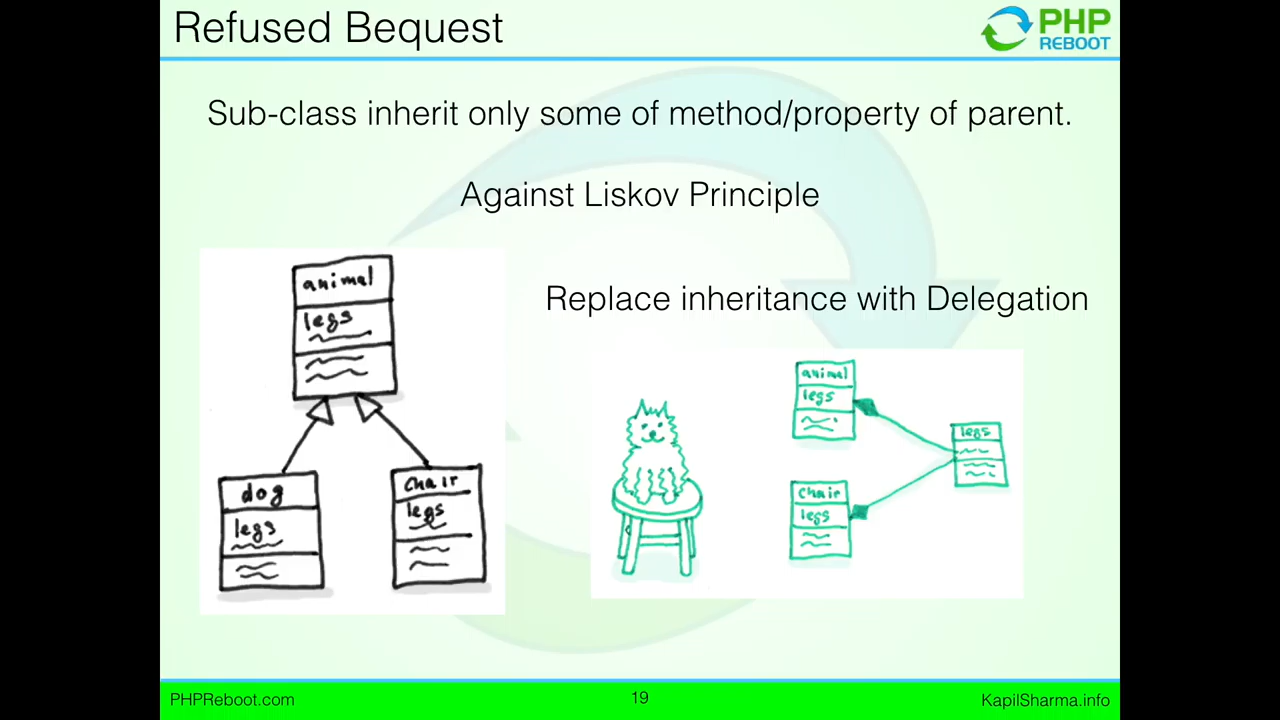 Refused Bequest
PHP
REBOOT
Sub-class inherit only some of method/property of parent.
Against Liskov Principle
Replace inheritance with Delegation
animal
legs
dog
legs
chair
legs
animal
legs
chair
legs
legs
PHPReboot.com
19
KapilSharma.info